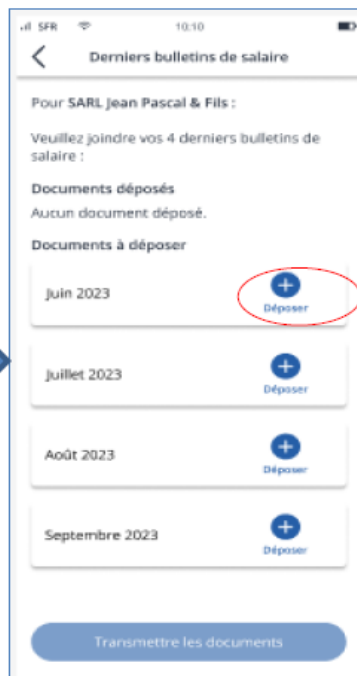 SFR 10:10
Derniers bulletins de salaire
Pour SARL Jean Pascal & Fils :
Veuillez joindre vos 4 derniers bulletins de
salaire :
Documents déposés
Aucun document déposé.
Documents à déposer
Juin 2023
Déposer
Juillet 2023
Déposer
Août 2023
Déposer
Septembre 2023
Déposer
Transmettre les documents